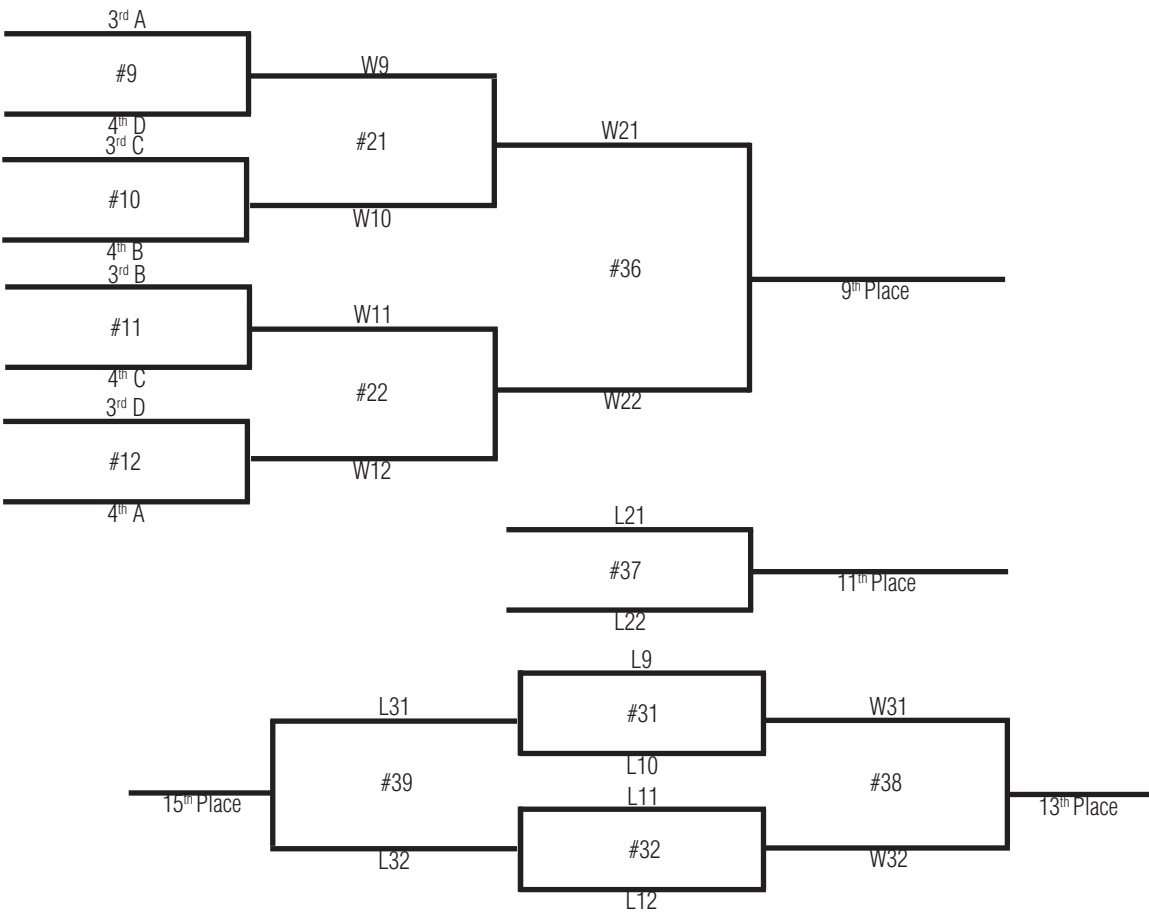 3rd A
#9
4th D
W9
3rd C
#10
4th B
#21
W10
W21
3rd B
#11
4th C
W11
3rd D
#12
4th A
#22
W12
W22
#36
9th Place
L21
#37
L22
11th Place
L9
#31
L10
L11
#32
L12
L31
#39
L32
15th Place
W31
#38
W32
13th Place